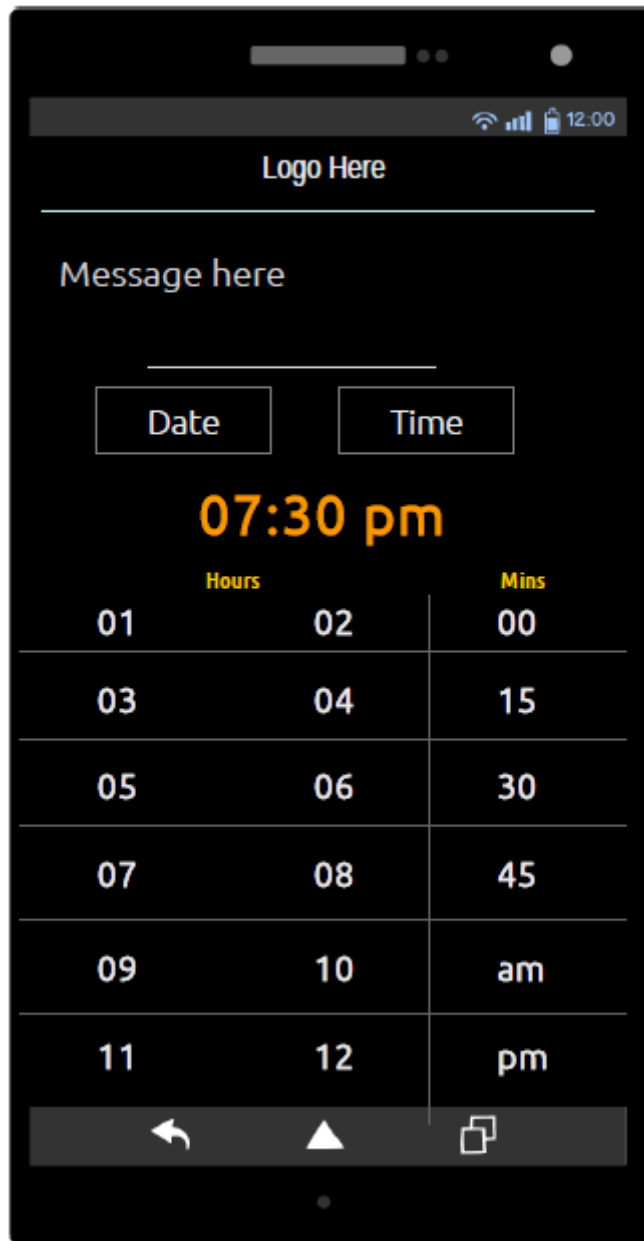 12:00
Logo Here
Message here
Date Time
07:30 pm
Hours Mins
01 02 00
03 04 15
05 06 30
07 08 45
09 10 am
11 12 pm